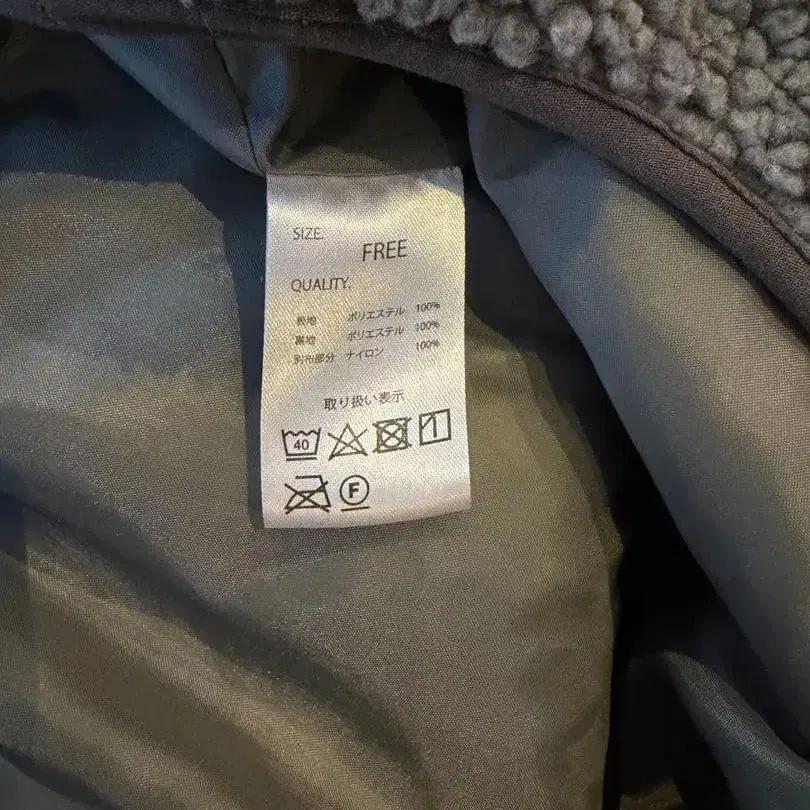 SIZE.
FREE
QUALITY.
表地 ポリエステル 100%
裏地 ポリエステル 100%
別布部分 ナイロン 100%
取り扱い表示
40
F